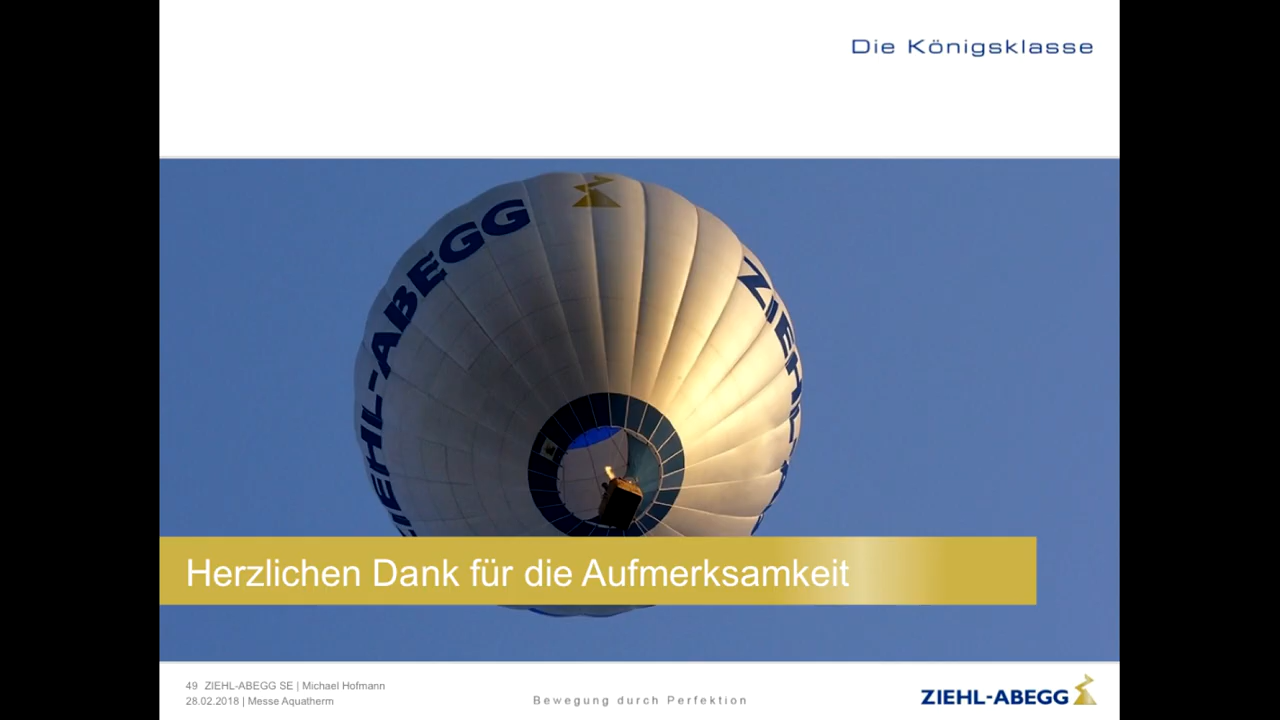 Die Königsklasse
ZIEHL-ABEGG
ZIEHL-
Herzlichen Dank für die Aufmerksamkeit
49 ZIEHL-ABEGG SE | Michael Hofmann
28.02.2018 | Messe Aquatherm
Bewegung durch Perfektion
ZIEHL-ABEGG